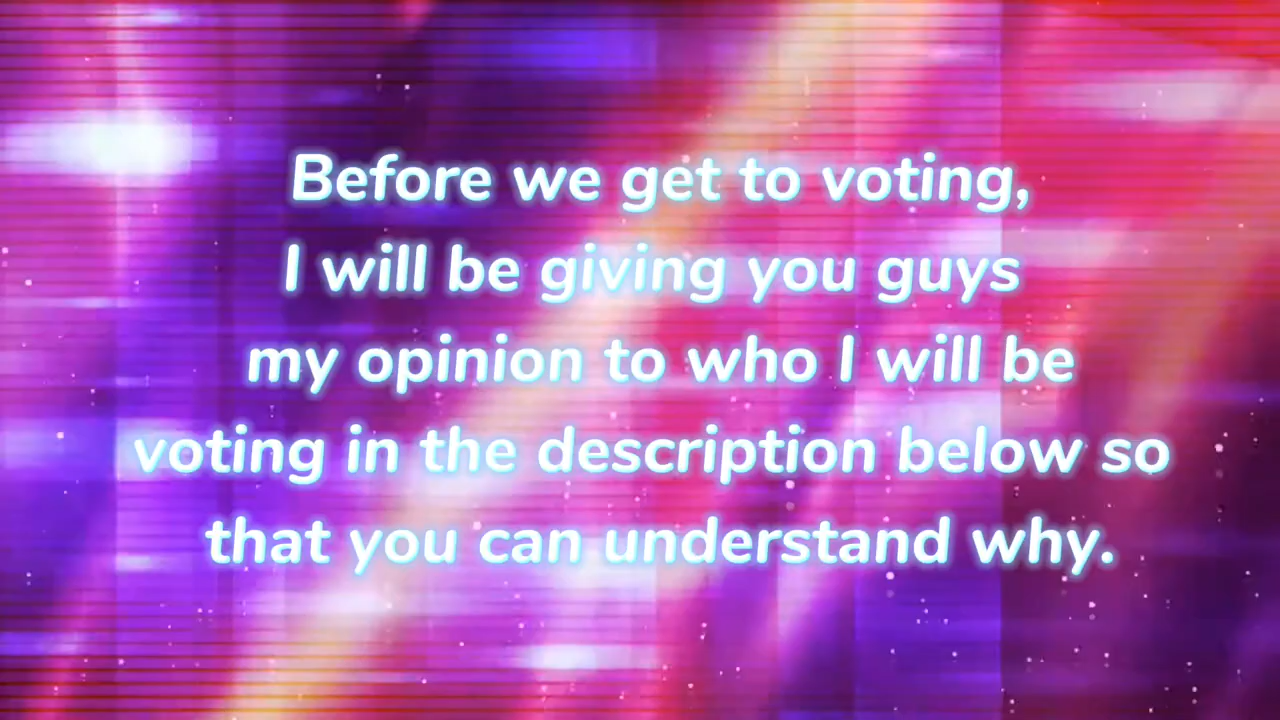 Before we get to voting,
I will be giving you guys
my opinion to who I will be
voting in the description below so
that you can understand why.